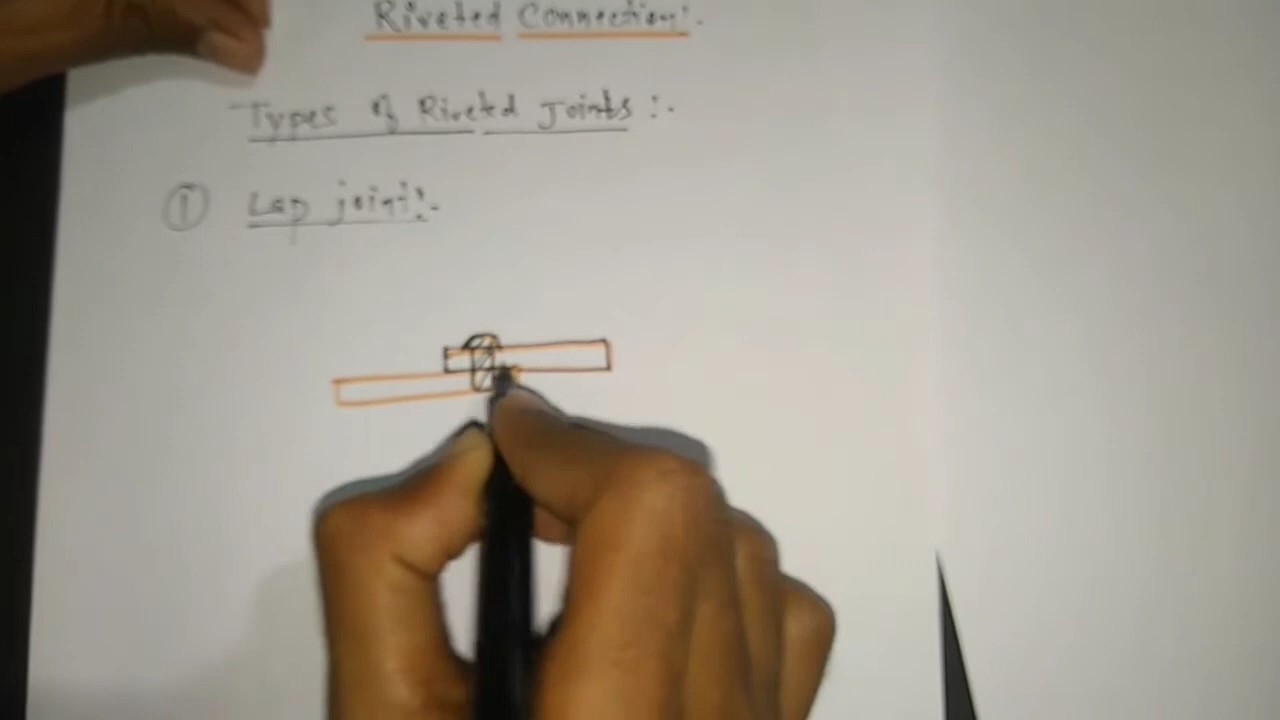 Riveted Connection:-
Types of Riveted Joints:-
① Lap joint:-